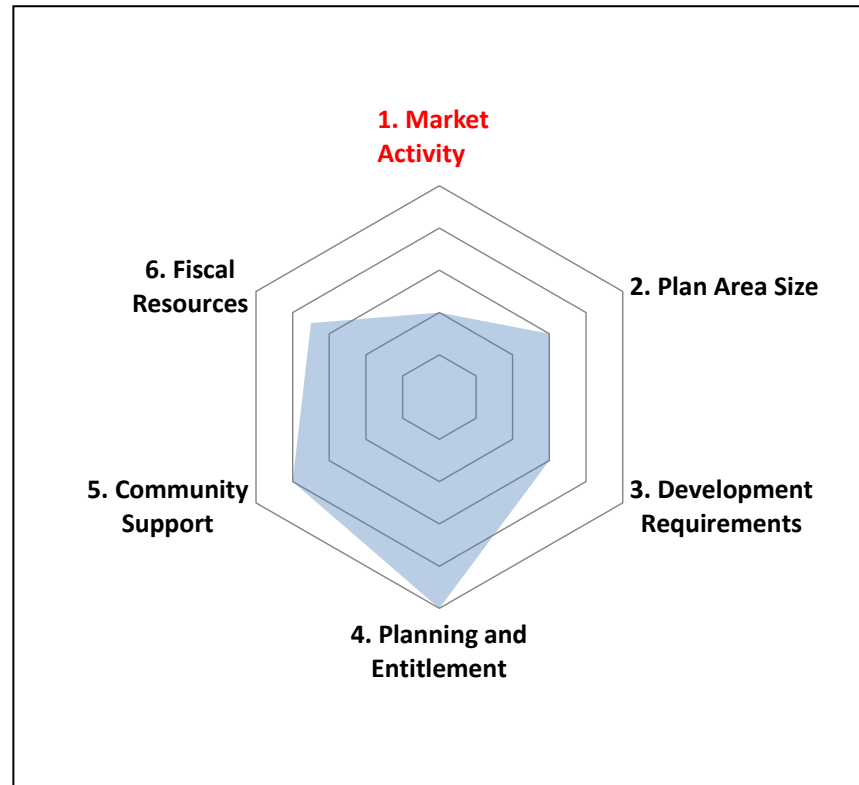 1. Market
Activity
2. Plan Area Size
3. Development
Requirements
4. Planning and
Entitlement
5. Community
Support
6. Fiscal
Resources